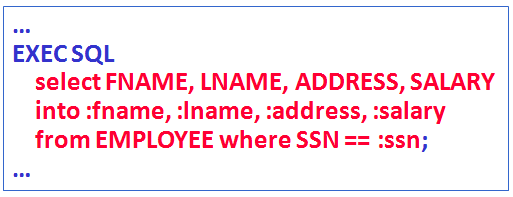 ...
EXEC SQL
select FNAME, LNAME, ADDRESS, SALARY
into :fname, :lname, :address, :salary
from EMPLOYEE where SSN == :ssn;
...